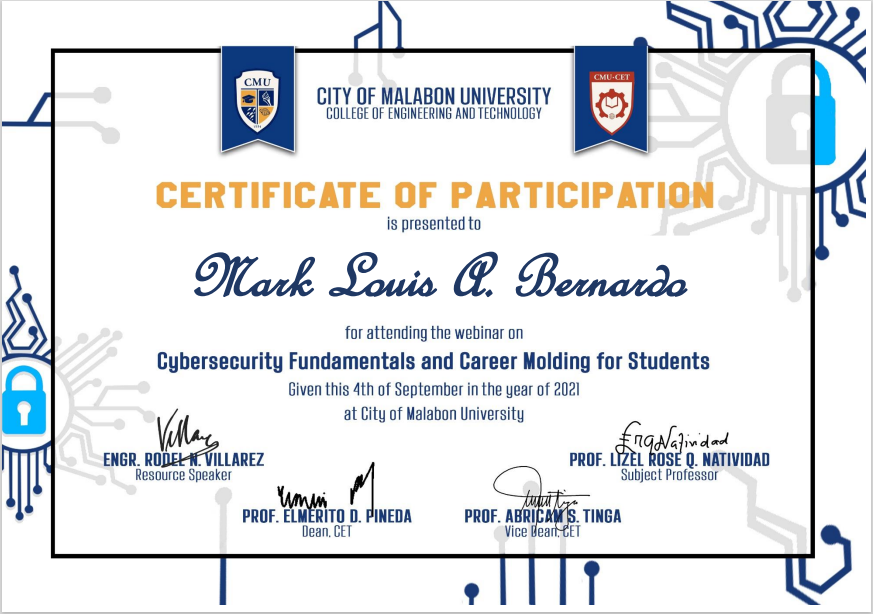 CMU
CMU-CET
CITY OF MALABON UNIVERSITY
COLLEGE OF ENGINEERING AND TECHNOLOGY
CERTIFICATE OF PARTICIPATION
is presented to
Mark Louis A. Bernardo
for attending the webinar on
Cybersecurity Fundamentals and Career Molding for Students
Given this 4th of September in the year of 2021
at City of Malabon University
ENGR. RODEL N. VILLAREZ
Resource Speaker
PROF. LIZEL ROSE Q. NATIVIDAD
Subject Professor
PROF. ELMERITO D. PINEDA
Dean, CET
PROF. ABRICAM S. TINGA
Vice Dean, CET